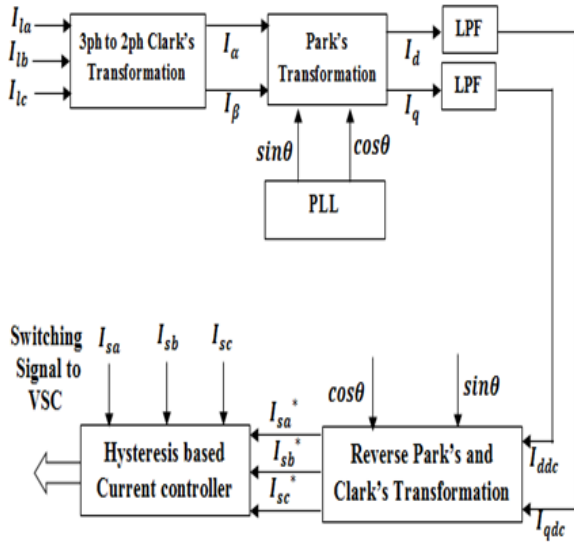 I_la
I_lb
I_lc
3ph to 2ph Clark's
Transformation
I_α
I_β
Park's
Transformation
I_d
I_q
LPF
LPF
sinθ
cosθ
PLL
Switching
Signal to
VSC
I_sa
I_sb
I_sc
Hysteresis based
Current controller
I_sa*
I_sb*
I_sc*
cosθ
sinθ
Reverse Park's and
Clark's Transformation
I_ddc
I_qdc